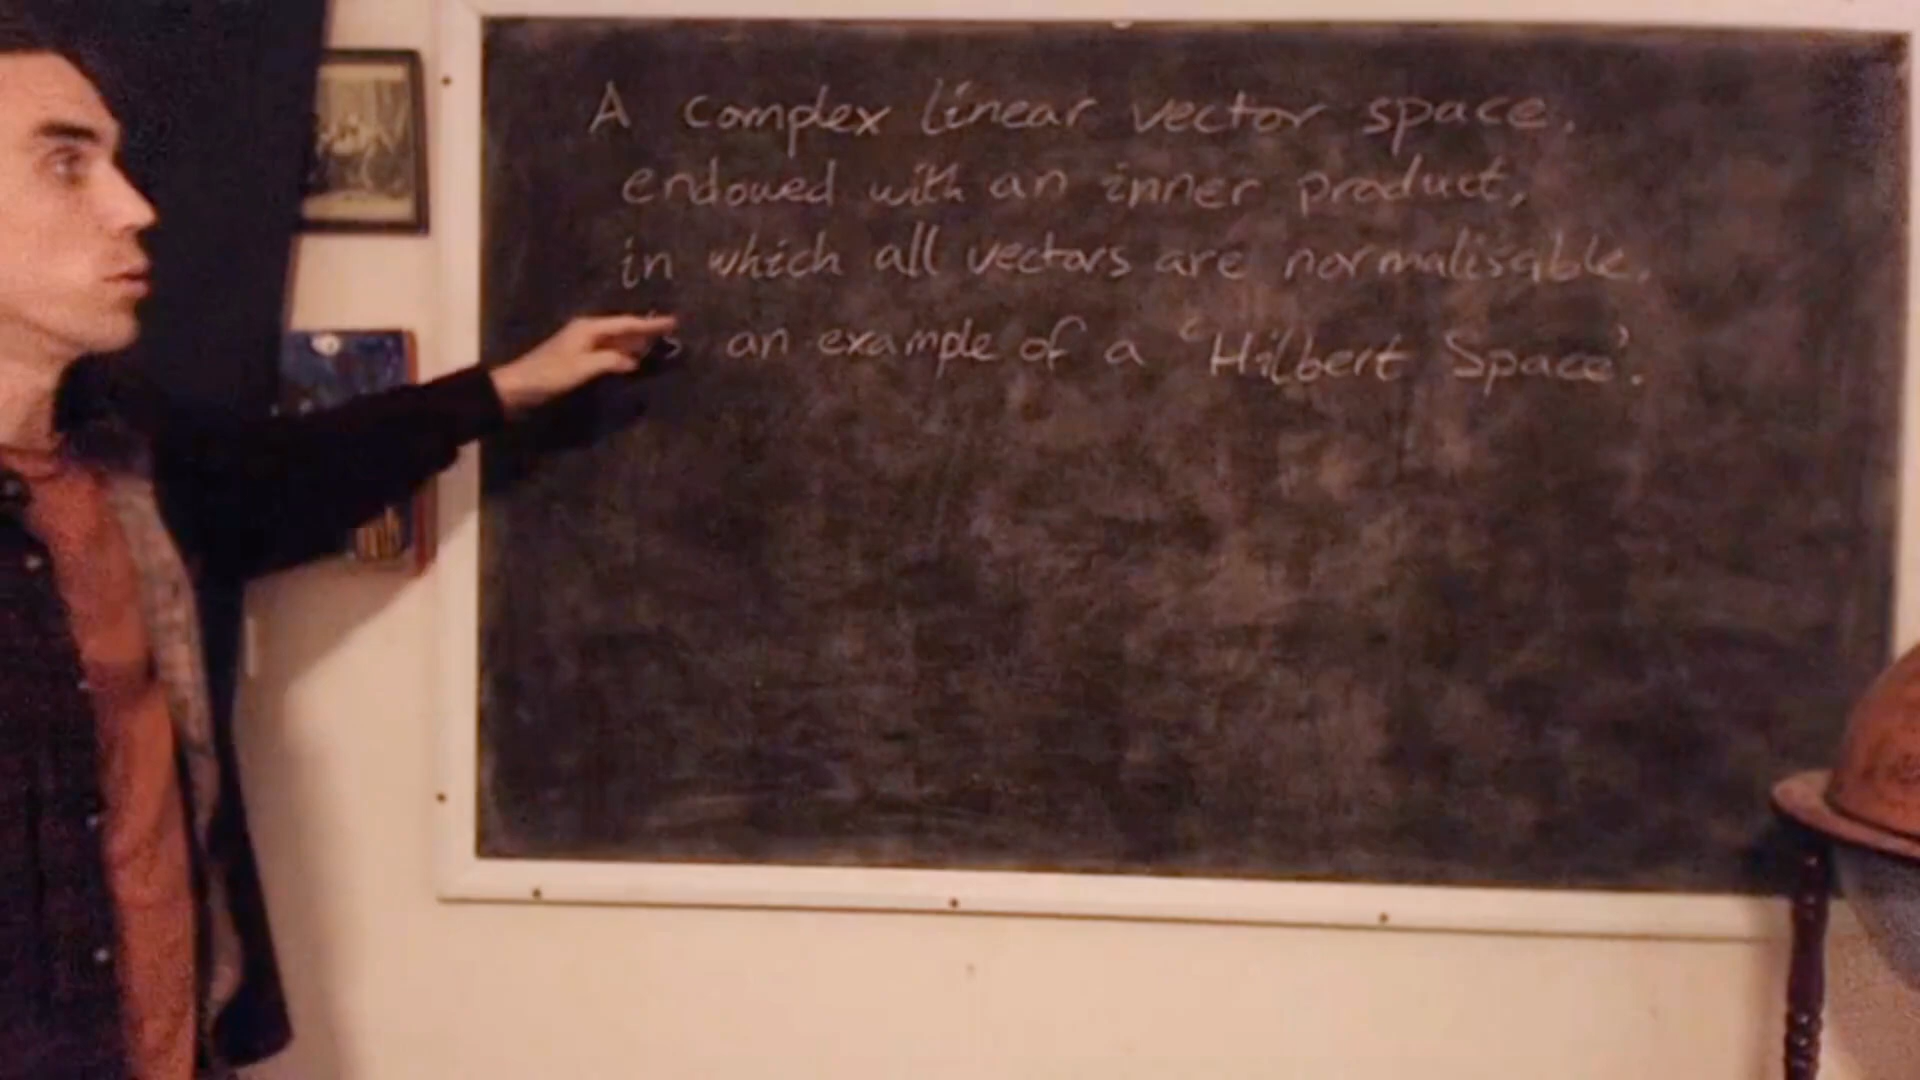 A complex linear vector space,
endowed with an inner product,
in which all vectors are normalisable,
is an example of a 'Hilbert Space'.